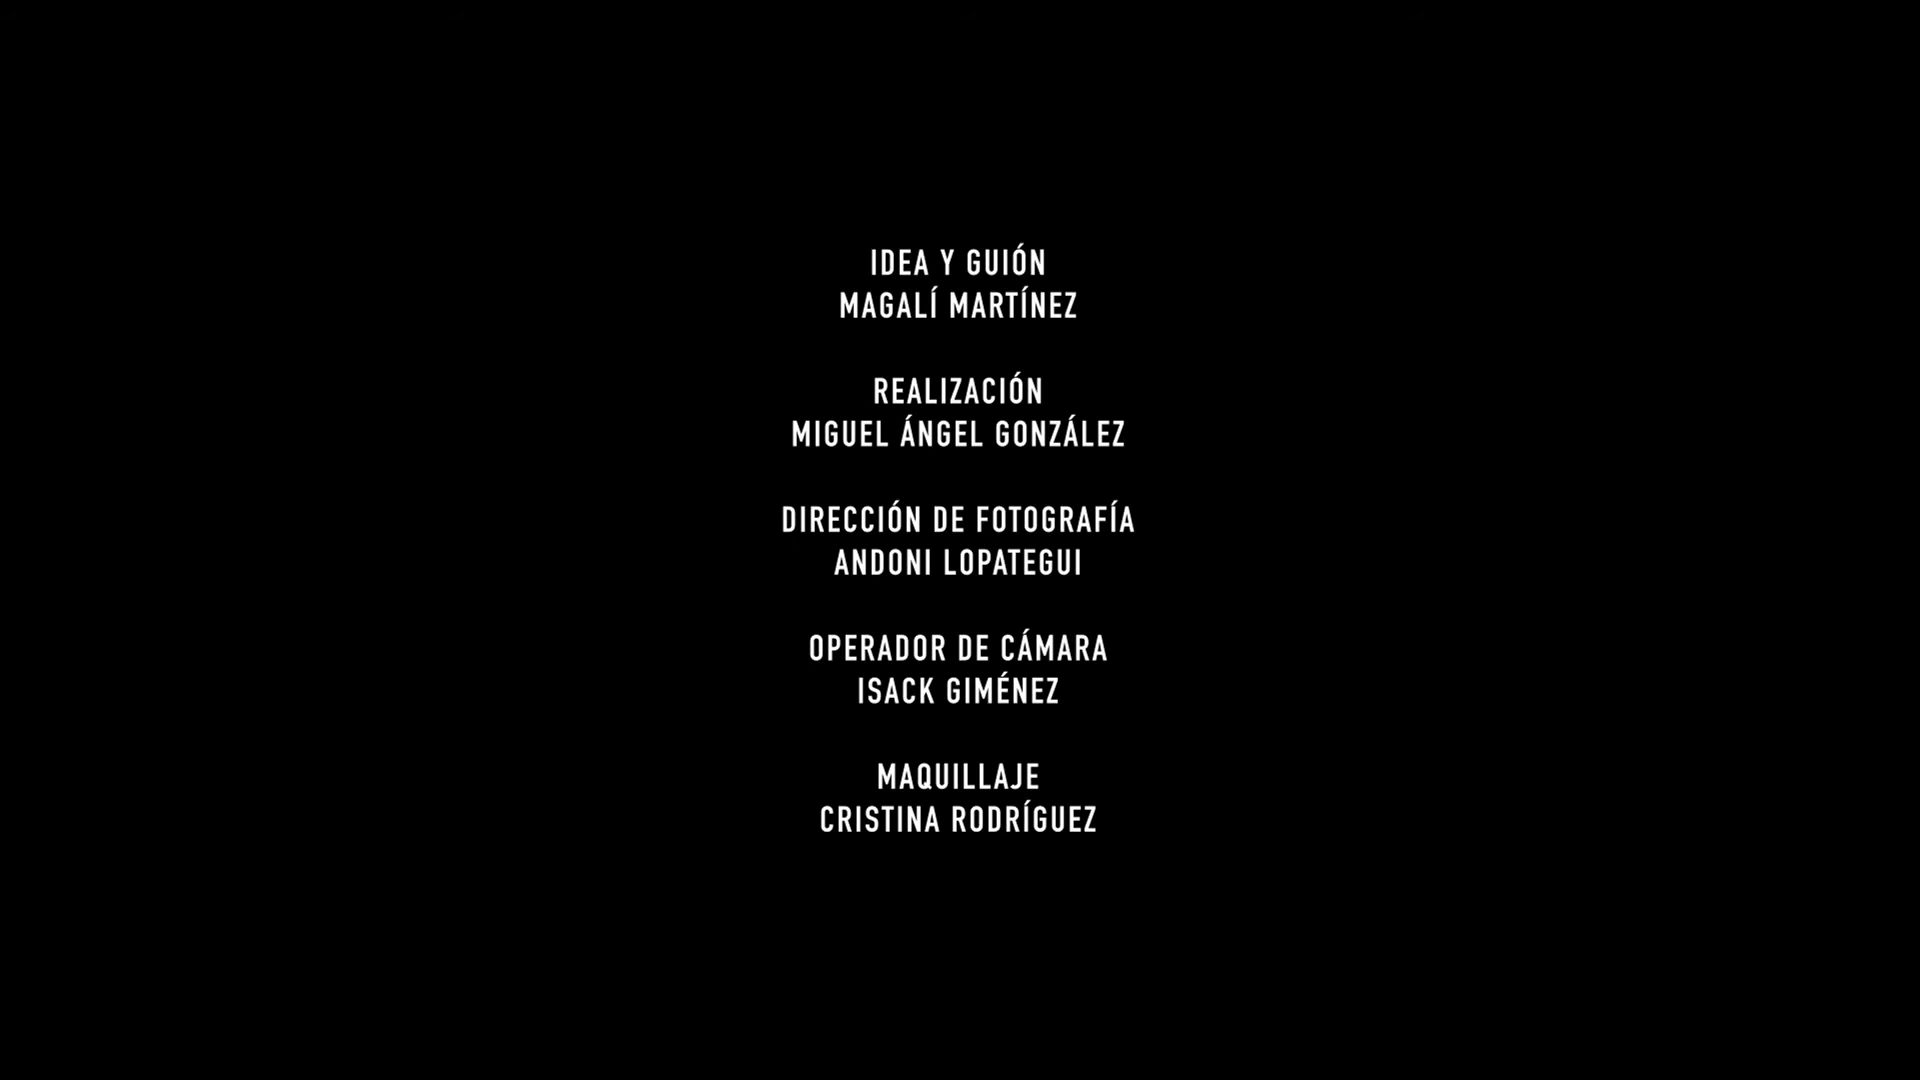 IDEA Y GUIÓN
MAGALÍ MARTÍNEZ
REALIZACIÓN
MIGUEL ÁNGEL GONZÁLEZ
DIRECCIÓN DE FOTOGRAFÍA
ANDONI LOPATEGUI
OPERADOR DE CÁMARA
ISACK GIMÉNEZ
MAQUILLAJE
CRISTINA RODRÍGUEZ